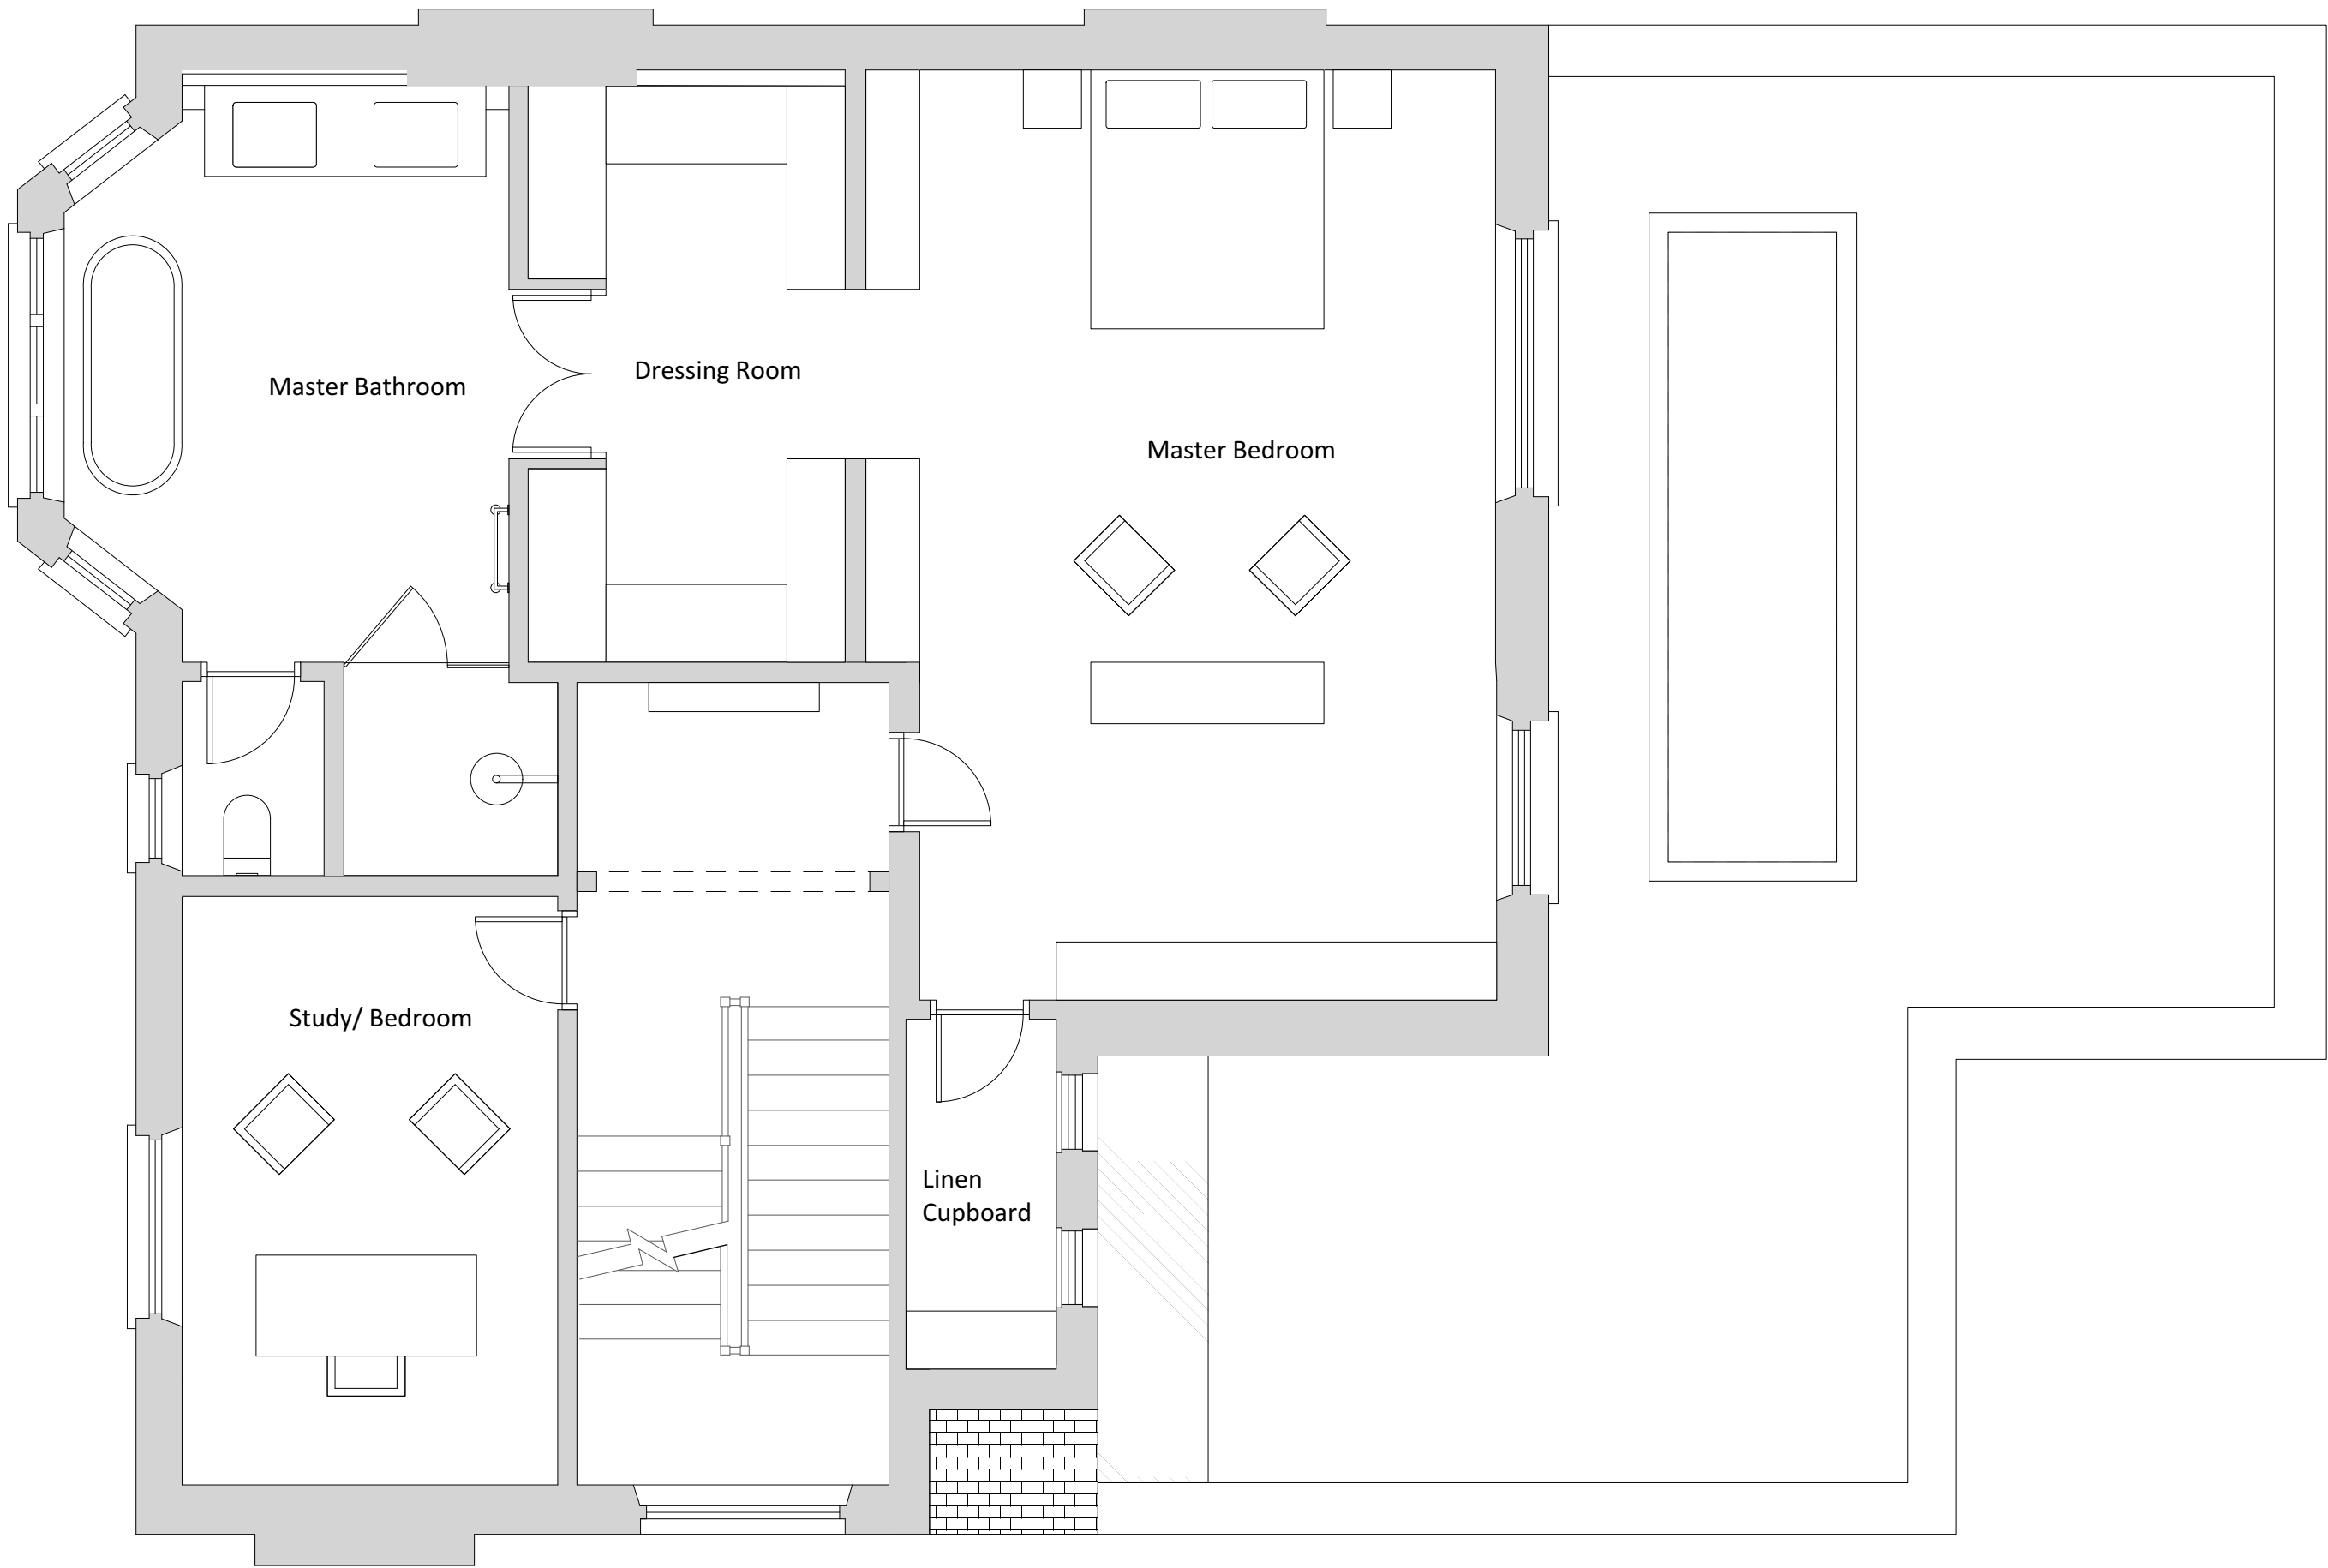 Dressing Room
Master Bathroom
Master Bedroom
Study/ Bedroom
Linen
Cupboard